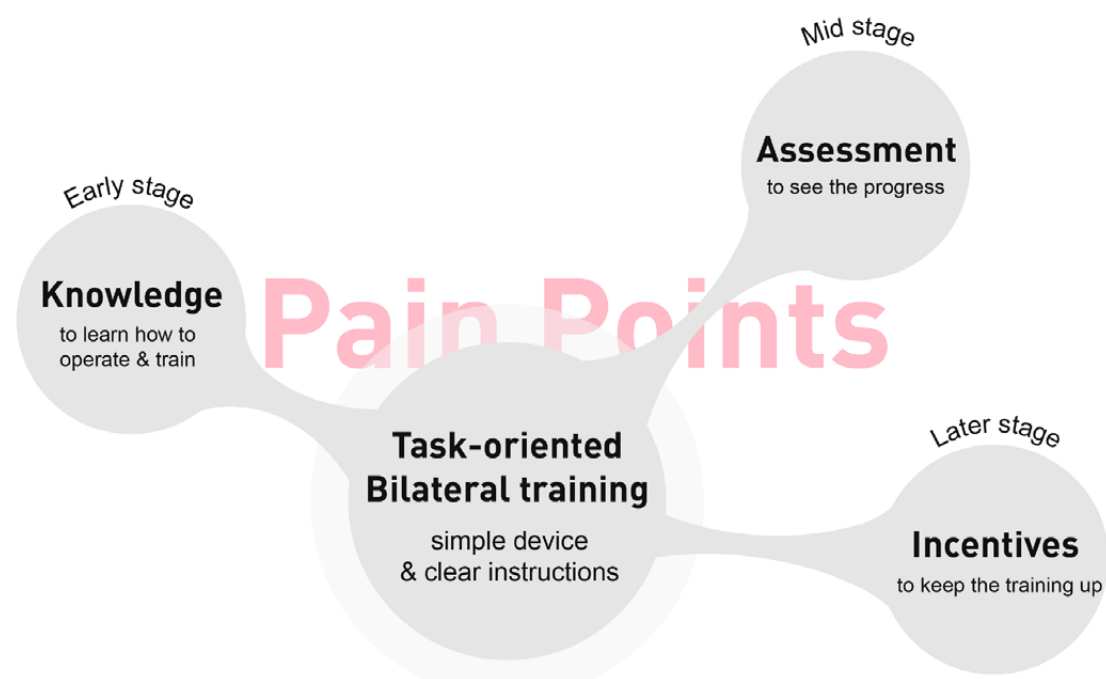 Mid stage
Assessment
to see the progress
Early stage
Knowledge
to learn how to
operate & train
Pain Points
Task-oriented
Bilateral training
simple device
& clear instructions
Later stage
Incentives
to keep the training up